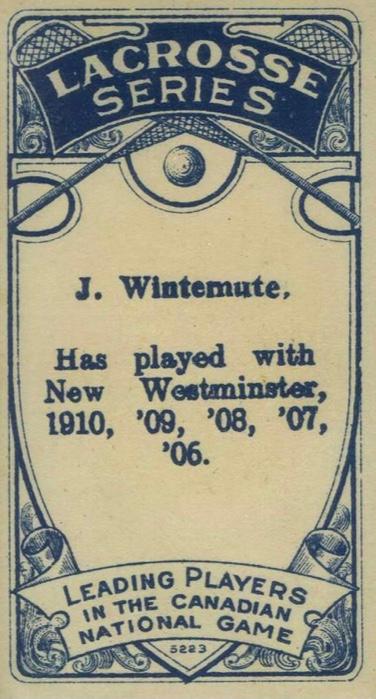 LACROSSE
SERIES
J. Wintemute.
Has played with
New Westminster,
1910, '09, '08, '07,
'06.
LEADING PLAYERS
IN THE CANADIAN
NATIONAL GAME
5223